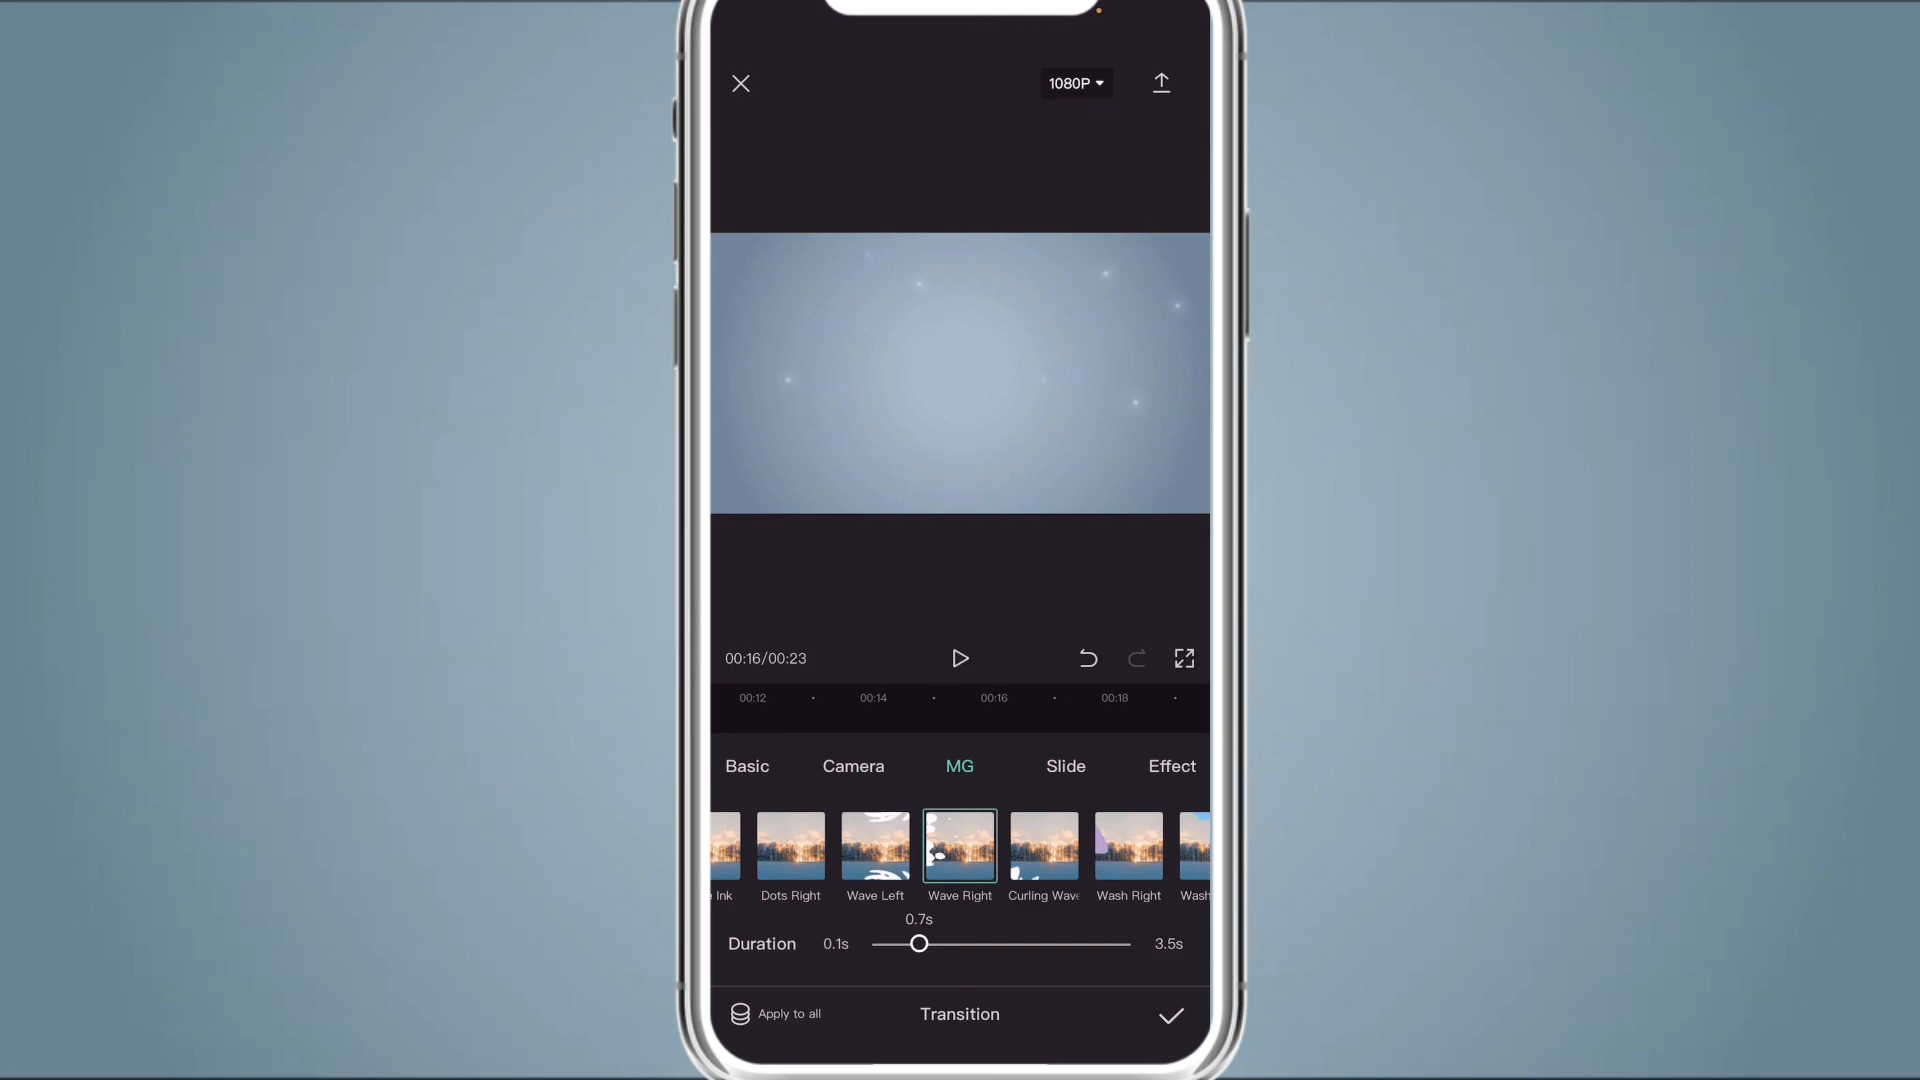 1080P
00:16/00:23
00:12 00:14 00:16 00:18
Basic Camera MG Slide Effect
Ink Dots Right Wave Left Wave Right Curling Wave Wash Right Wash
0.7s
Duration 0.1s 3.5s
Apply to all Transition